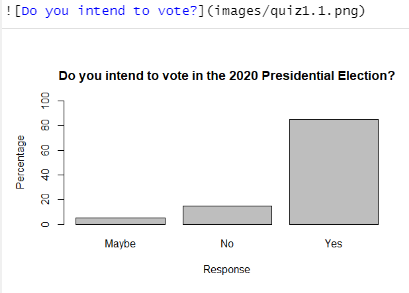 ![Do you intend to vote?](images/quiz1.1.png)
Do you intend to vote in the 2020 Presidential Election?
Percentage
100
80
60
40
20
0
Maybe No Yes
Response